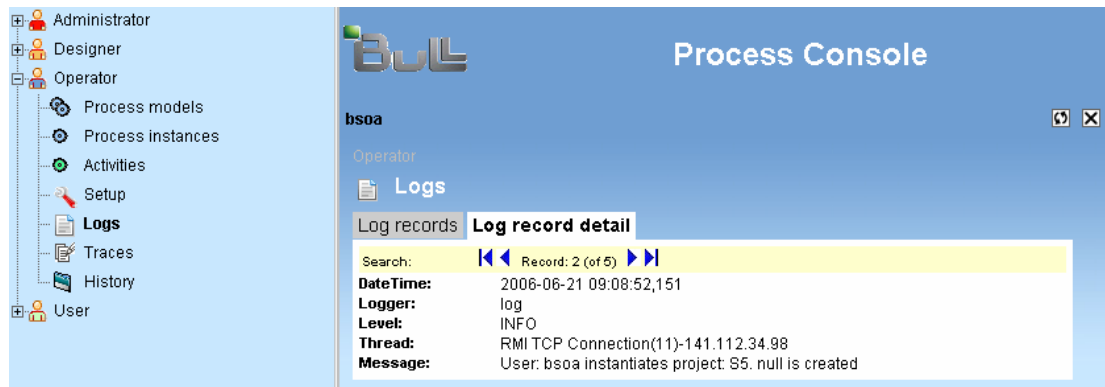 Administrator
Designer
Operator
Process models
Process instances
Activities
Setup
Logs
Traces
History
User
Bull
Process Console
bsoa
Operator
Logs
Log records Log record detail
Search: Record: 2 (of 5)
DateTime: 2006-06-21 09:08:52,151
Logger: log
Level: INFO
Thread: RMI TCP Connection(11)-141.112.34.98
Message: User: bsoa instantiates project: S5. null is created